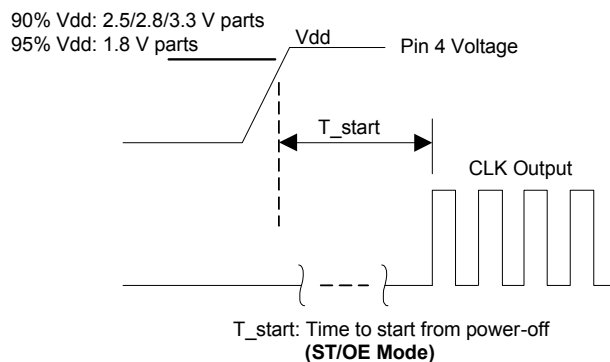 90% Vdd: 2.5/2.8/3.3 V parts
95% Vdd: 1.8 V parts
Vdd
Pin 4 Voltage
T_start
CLK Output
T_start: Time to start from power-off
(ST/OE Mode)